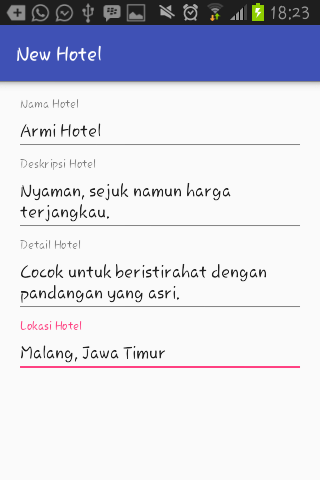 18:23
New Hotel
Nama Hotel
Armi Hotel
Deskripsi Hotel
Nyaman, sejuk namun harga
terjangkau.
Detail Hotel
Cocok untuk beristirahat dengan
pandangan yang asri.
Lokasi Hotel
Malang, Jawa Timur